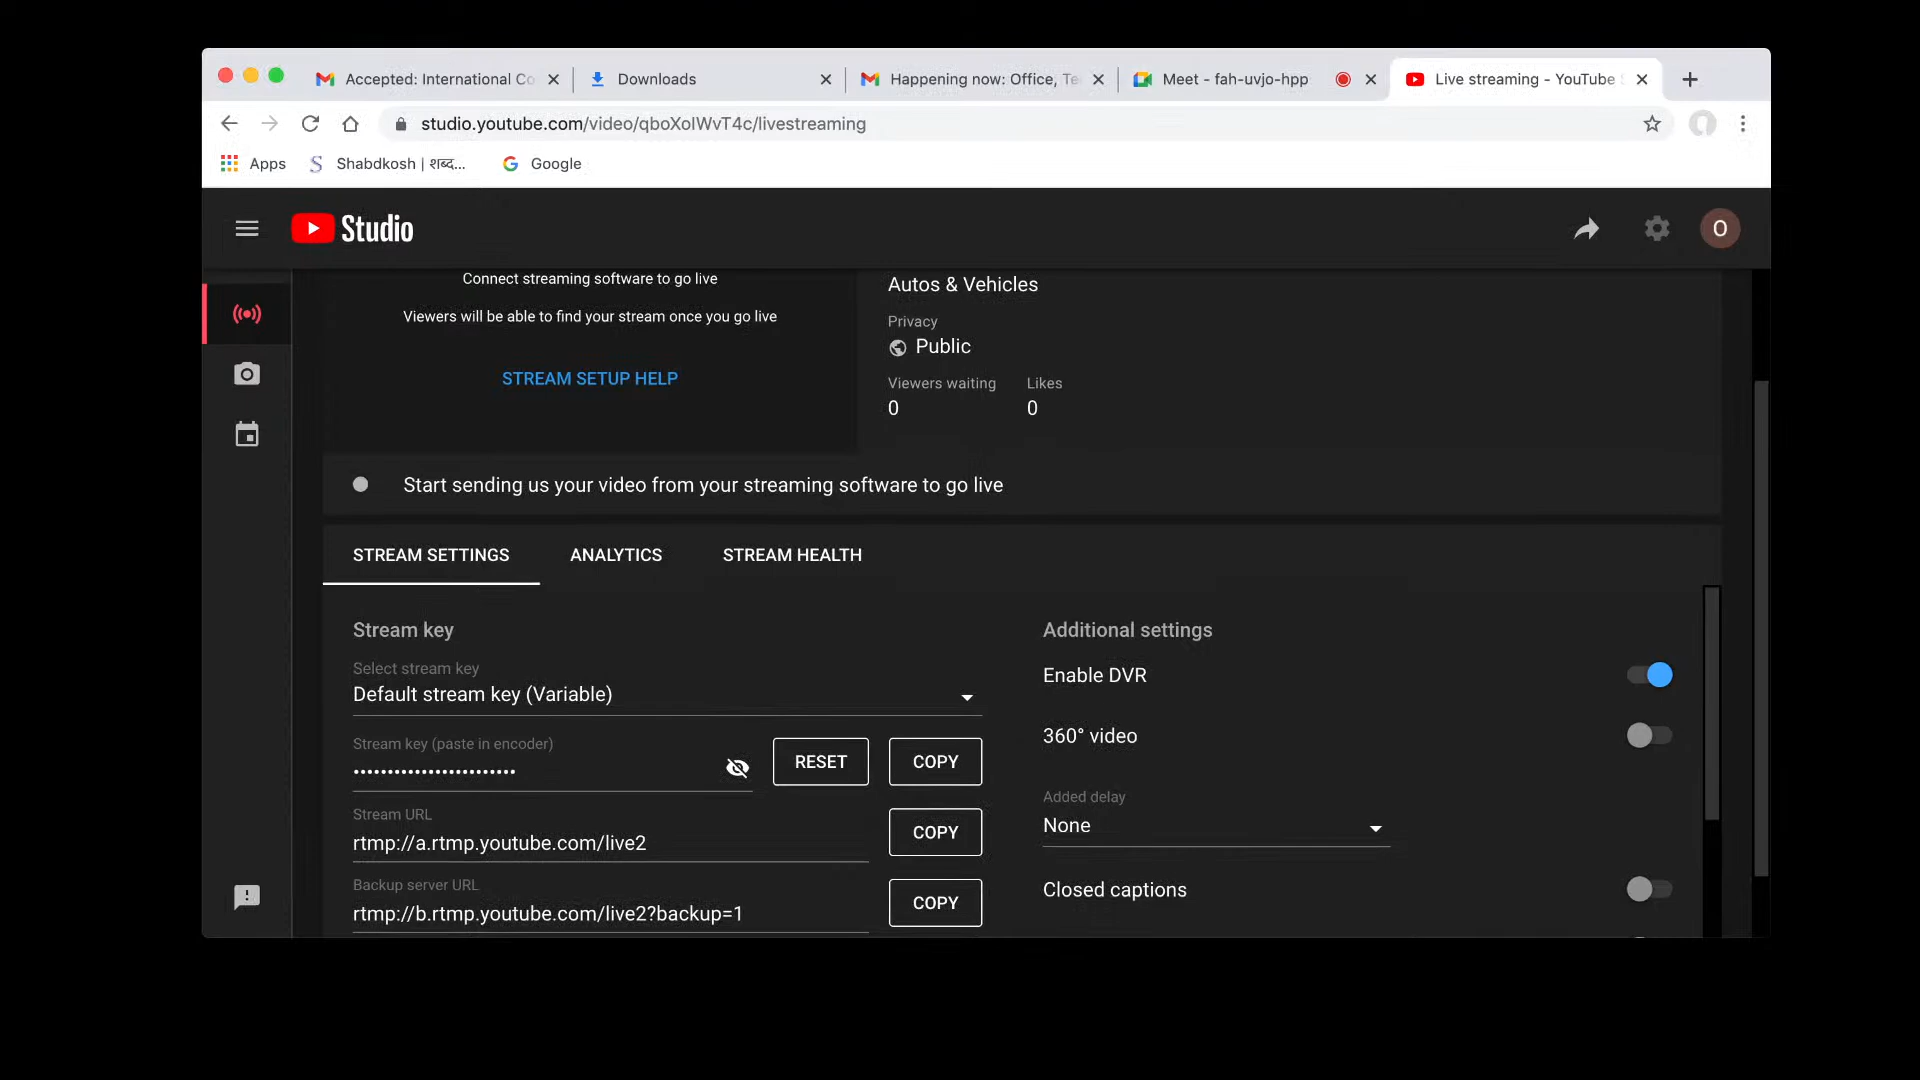 Accepted: International Co
Downloads
Happening now: Office, Te
Meet - fah-uvjo-hpp
Live streaming - YouTube S
studio.youtube.com/video/qboXolWvT4c/livestreaming
Apps
Shabdkosh | शब्द...
Google
Studio
O
Connect streaming software to go live
Viewers will be able to find your stream once you go live
STREAM SETUP HELP
Autos & Vehicles
Privacy
Public
Viewers waiting
Likes
0
0
Start sending us your video from your streaming software to go live
STREAM SETTINGS
ANALYTICS
STREAM HEALTH
Stream key
Select stream key
Default stream key (Variable)
Stream key (paste in encoder)
••••••••••••••••••••••••
RESET
COPY
Stream URL
rtmp://a.rtmp.youtube.com/live2
COPY
Backup server URL
rtmp://b.rtmp.youtube.com/live2?backup=1
COPY
Additional settings
Enable DVR
360° video
Added delay
None
Closed captions